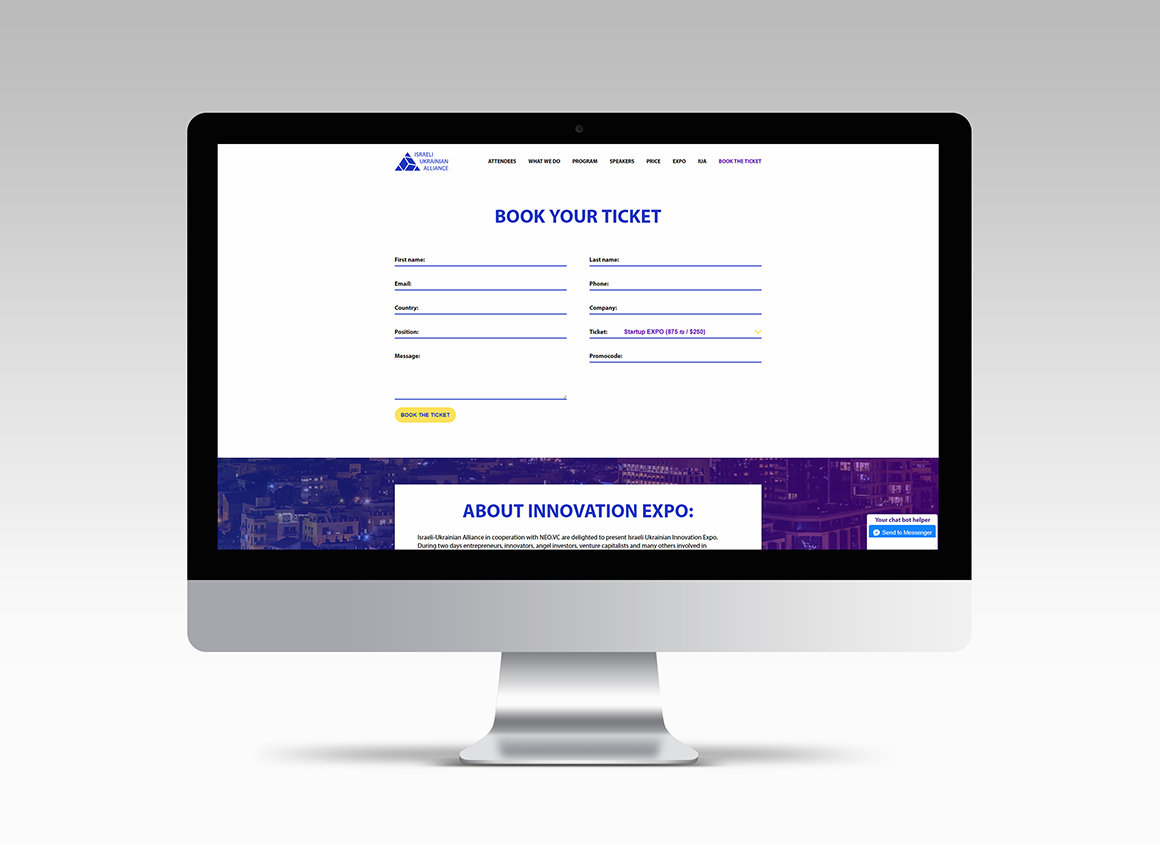 ISRAELI
UKRAINIAN
ALLIANCE
ATTENDEES WHAT WE DO PROGRAM SPEAKERS PRICE EXPO IUA BOOK THE TICKET
BOOK YOUR TICKET
First name: Last name:
Email: Phone:
Country: Company:
Position: Ticket: Startup EXPO (875 ₪ / $250)
Message: Promocode:
BOOK THE TICKET
ABOUT INNOVATION EXPO:
Israeli-Ukrainian Alliance in cooperation with NEO.VC are delighted to present Israeli Ukrainian Innovation Expo.
During two days entrepreneurs, innovators, angel investors, venture capitalists and many others involved in
Your chat bot helper
Send to Messenger